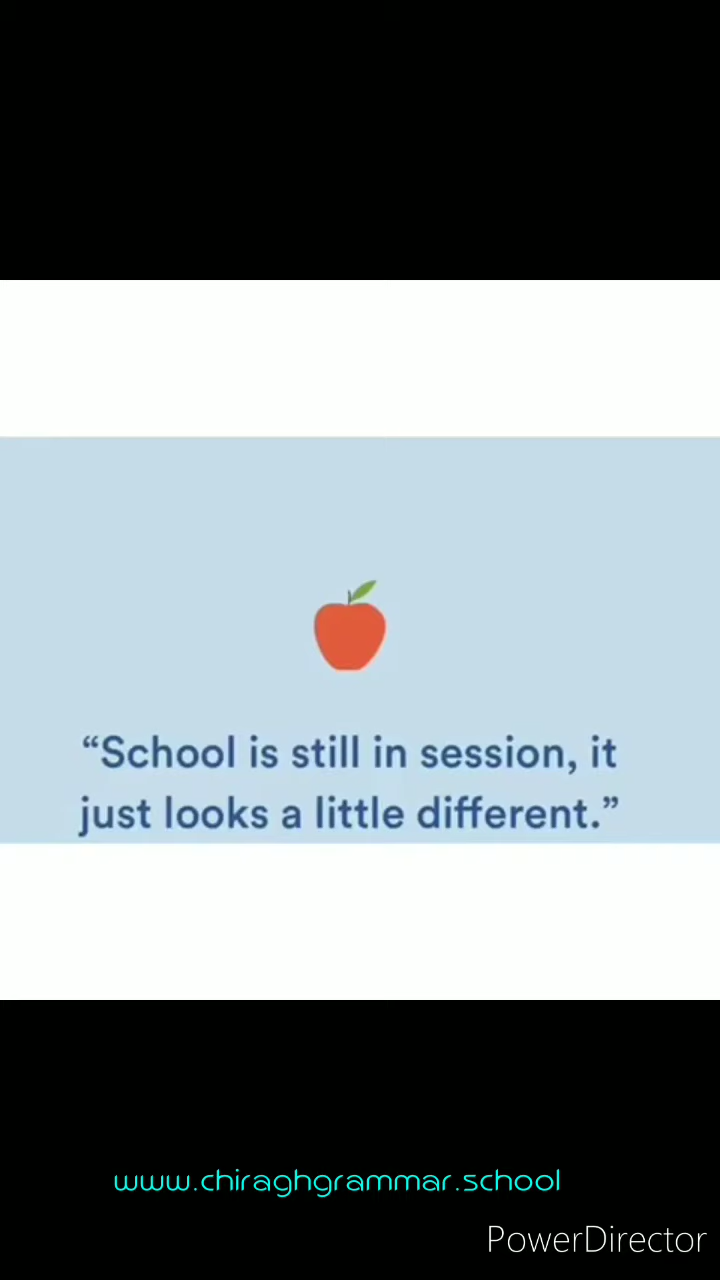 “School is still in session, it
just looks a little different.”
www.chiraghgrammar.school
PowerDirector